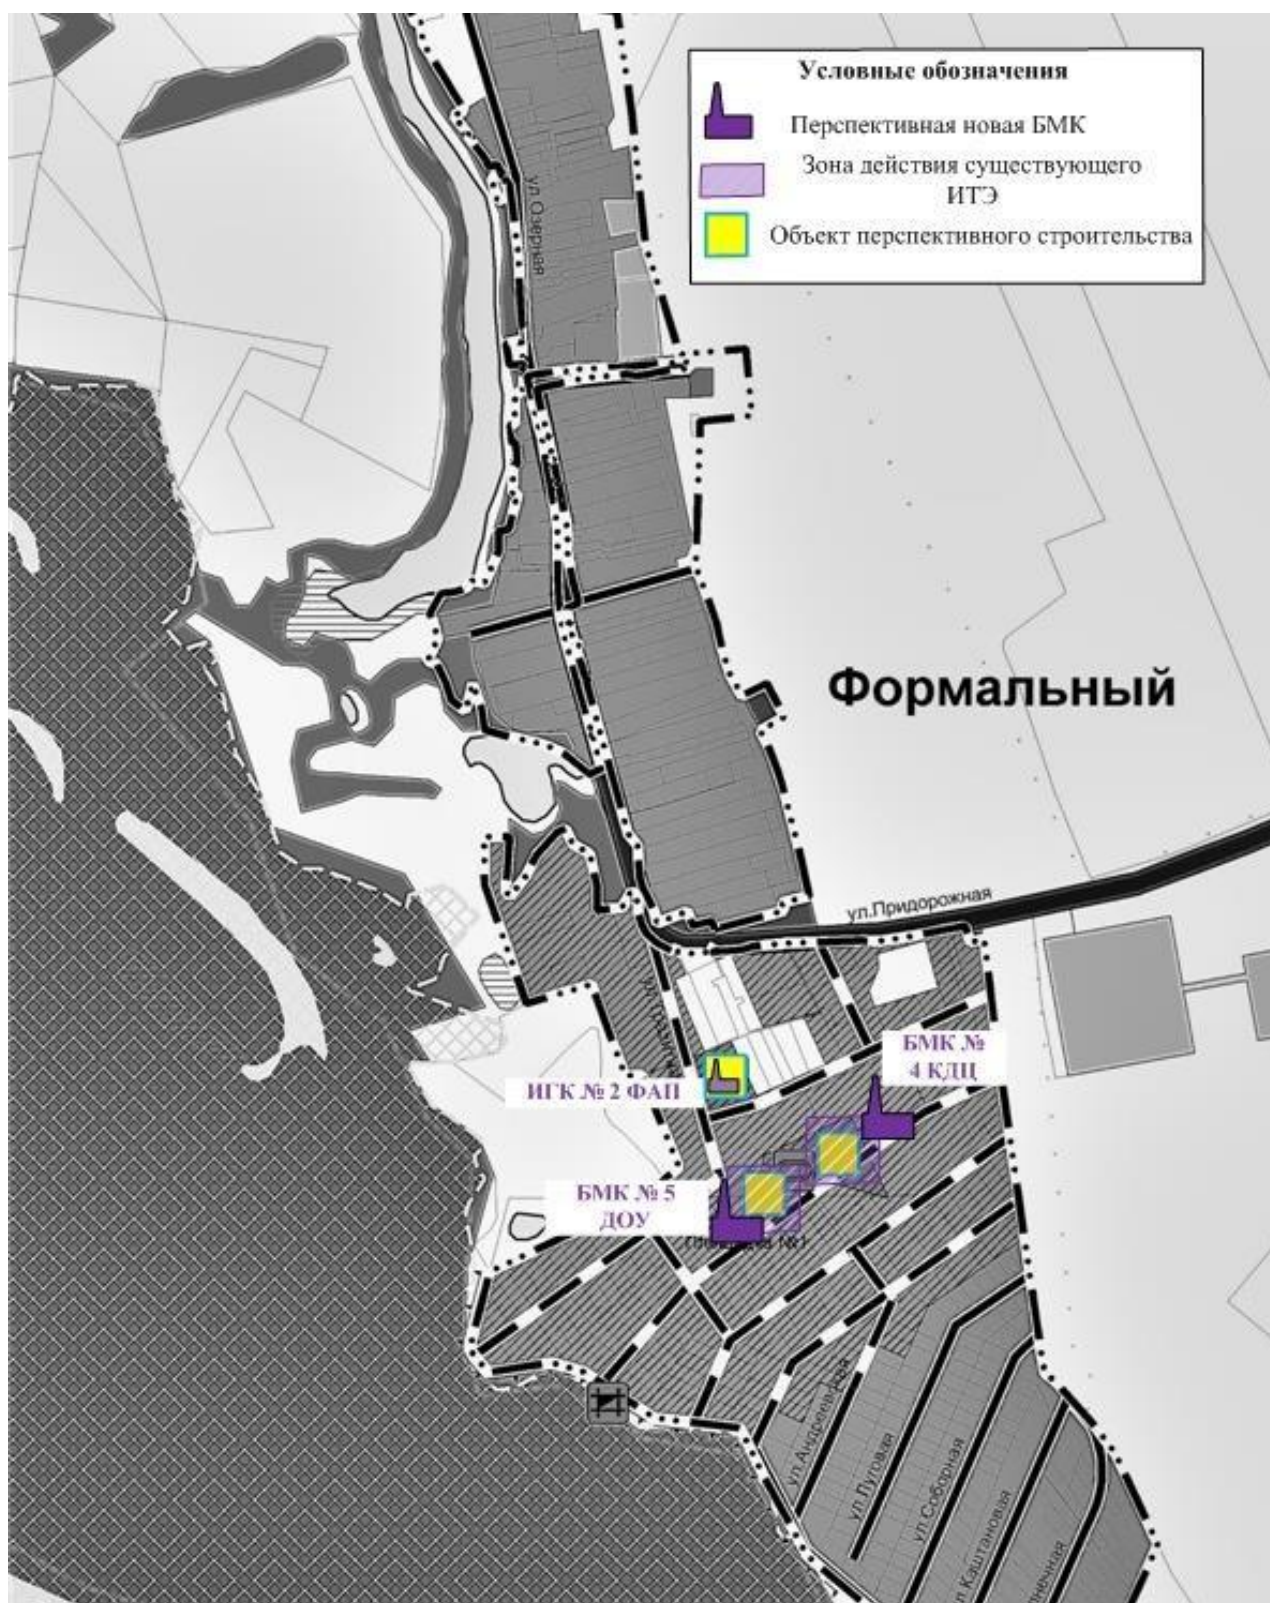 Условные обозначения
Перспективная новая БМК
Зона действия существующего
ИТЭ
Объект перспективного строительства
ул.Озерная
Формальный
ул.Придорожная
БМК №
4 КДЦ
ИГК № 2 ФАП
БМК № 5
ДОУ
№1
ул.Андреевская
ул.Луговая
ул.Соборная
ул.Каштановая